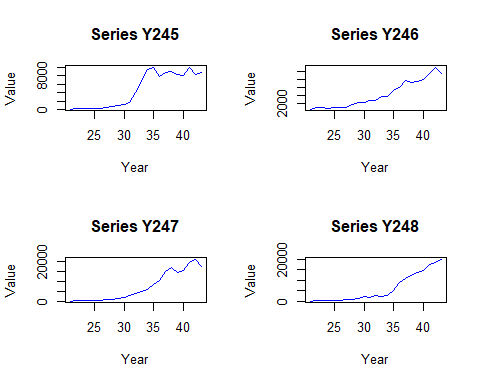 Series Y245
Value
0
8000
25 30 35 40
Year
Series Y246
Value
2000
25 30 35 40
Year
Series Y247
Value
0
20000
25 30 35 40
Year
Series Y248
Value
0
20000
25 30 35 40
Year